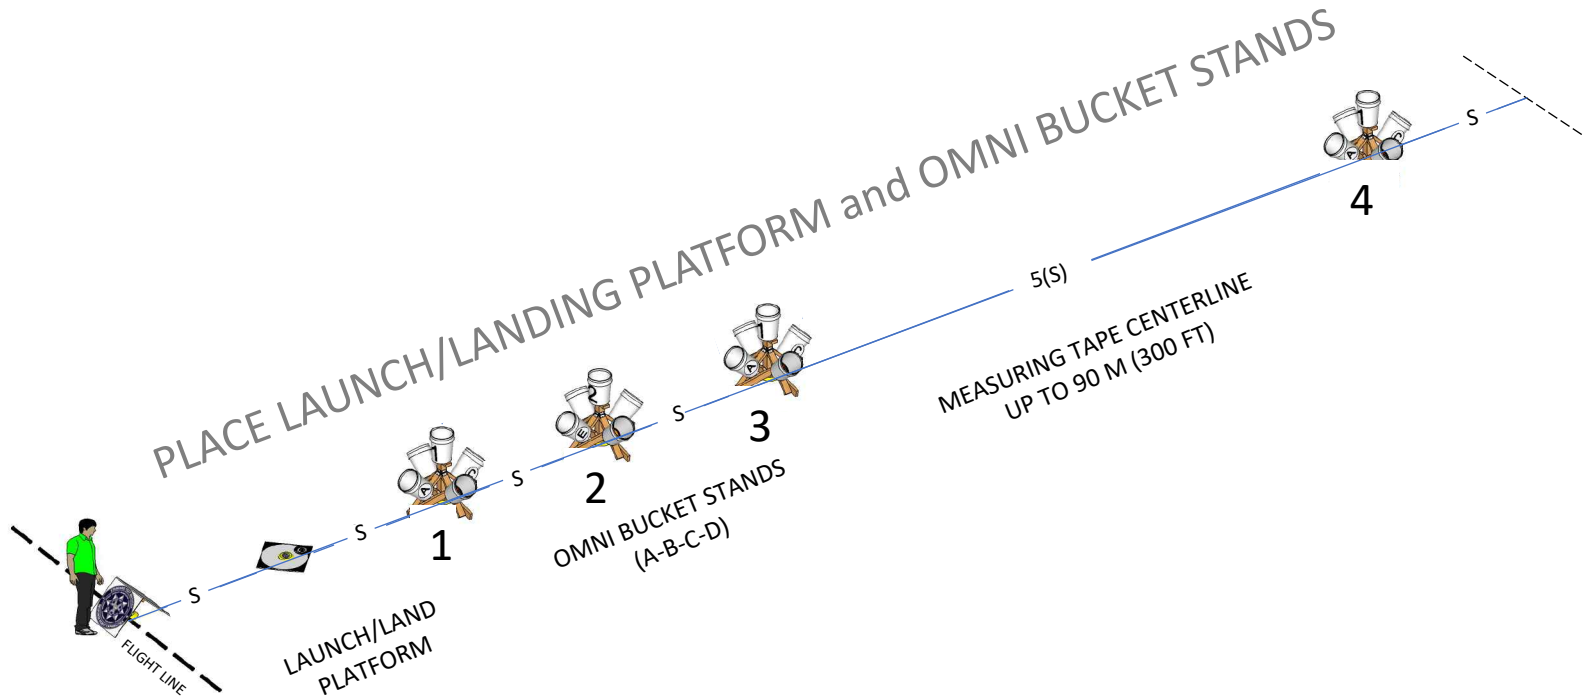 PLACE LAUNCH/LANDING PLATFORM and OMNI BUCKET STANDS
S
4
5(S)
MEASURING TAPE CENTERLINE
UP TO 90 M (300 FT)
A
S
3
E
S
2
OMNI BUCKET STANDS
(A-B-C-D)
A
S
1
S
LAUNCH/LAND
PLATFORM
FLIGHT LINE